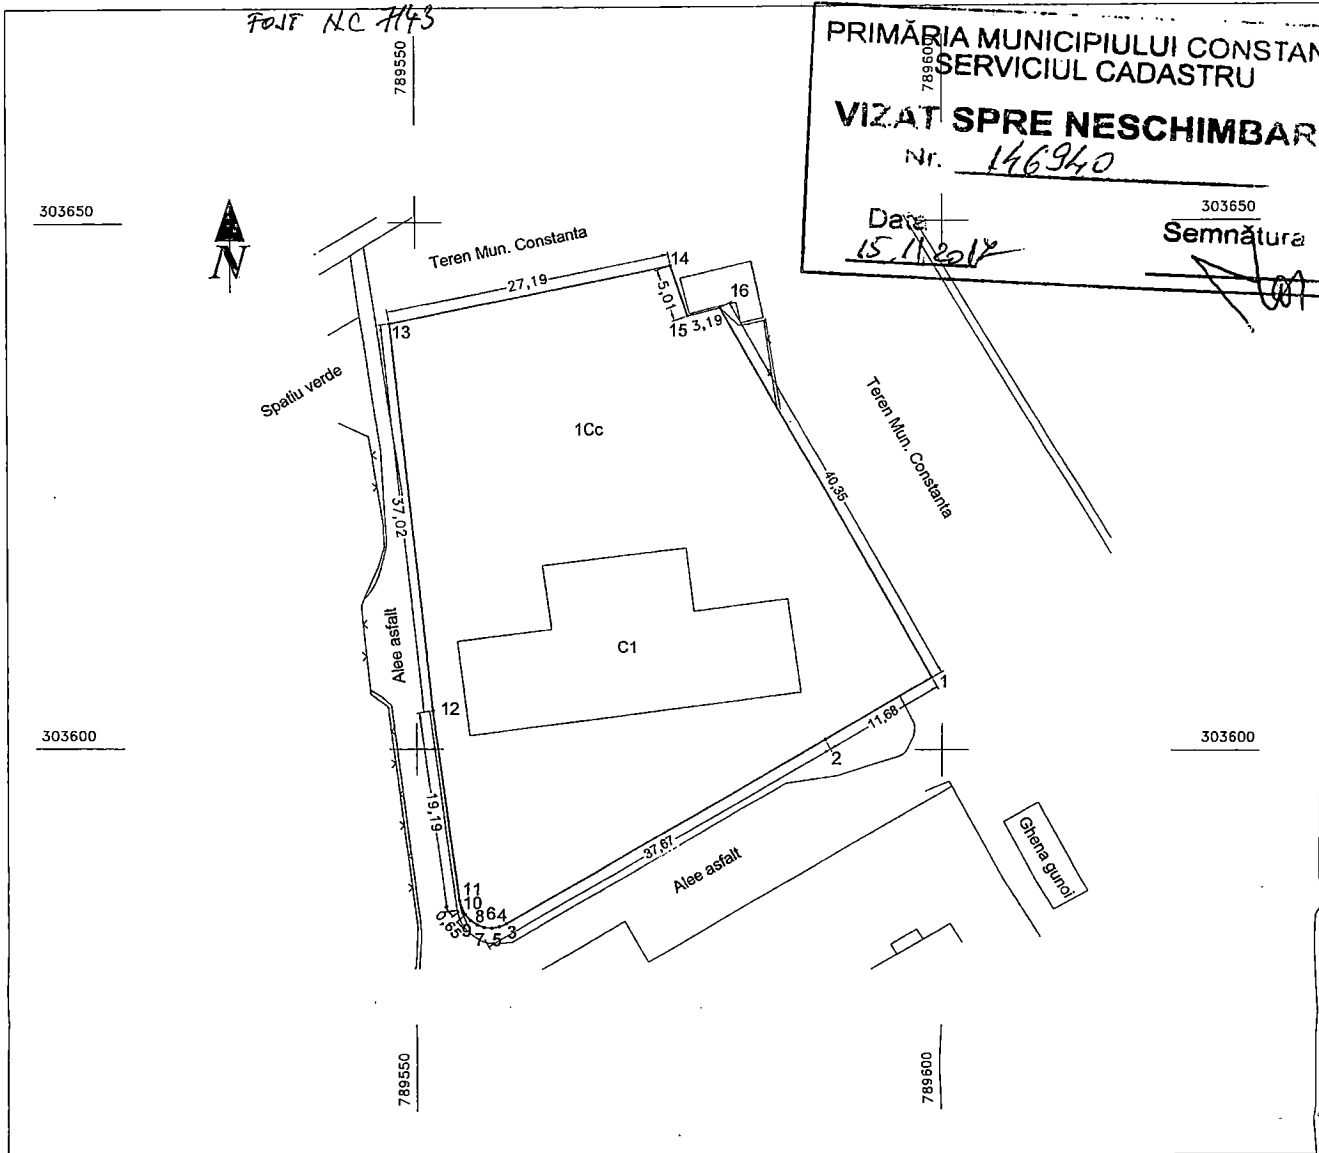 FOST NC 7143
789550
789600
PRIMĂRIA MUNICIPIULUI CONSTAN
SERVICIUL CADASTRU
VIZAT SPRE NESCHIMBAR
Nr. 146940
Data
15.11.2017
Semnătura
303650
303650
N
Teren Mun. Constanta
14
27,19
5,01
16
13
15
3,19
Spatiu verde
1Cc
Teren Mun. Constanta
40,35
37,02
Alee asfalt
C1
1
12
11,68
303600
303600
2
19,19
37,67
Ghena gunoi
Alee asfalt
11
10
8 6 4
0,65
9 7 5 3
789550
789600